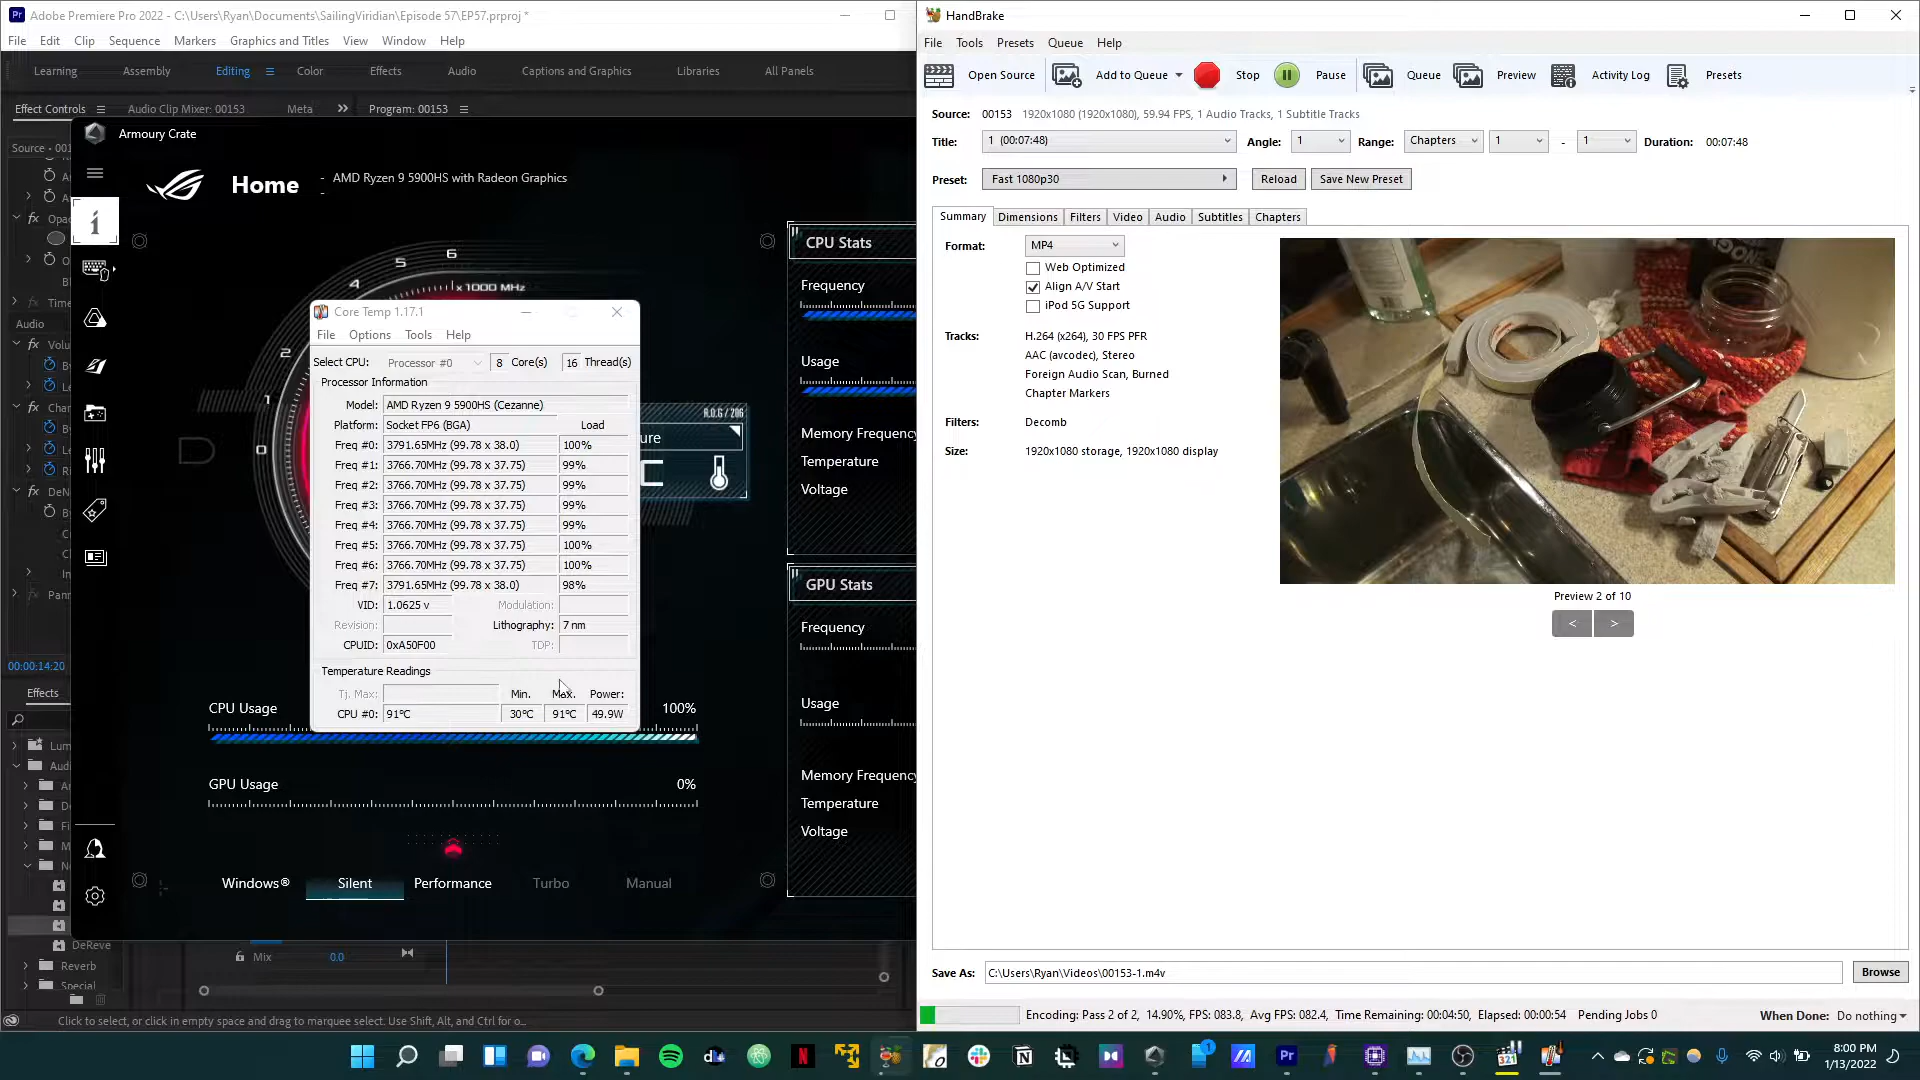 Adobe Premiere Pro 2022 - C:\Users\Ryan\Documents\SailingViridian\Episode 57\EP57.prproj *
File Edit Clip Sequence Markers Graphics and Titles View Window Help
Learning Assembly Editing Color Effects Audio Captions and Graphics Libraries All Panels
Effect Controls Audio Clip Mixer: 00153 Meta Program: 00153
Armoury Crate
Home - AMD Ryzen 9 5900HS with Radeon Graphics
CPU Stats
Frequency
Usage
Memory Frequency
Temperature
Voltage
GPU Stats
Frequency
Usage
Memory Frequency
Temperature
Voltage
0 1 2 4 5 6
x 1000 MHz
R.O.G / 286
Core Temp 1.17.1
File Options Tools Help
Select CPU: Processor #0 8 Core(s) 16 Thread(s)
Processor Information
Model: AMD Ryzen 9 5900HS (Cezanne)
Platform: Socket FP6 (BGA) Load
Freq #0: 3791.65MHz (99.78 x 38.0) 100%
Freq #1: 3766.70MHz (99.78 x 37.75) 99%
Freq #2: 3766.70MHz (99.78 x 37.75) 99%
Freq #3: 3766.70MHz (99.78 x 37.75) 99%
Freq #4: 3766.70MHz (99.78 x 37.75) 99%
Freq #5: 3766.70MHz (99.78 x 37.75) 100%
Freq #6: 3766.70MHz (99.78 x 37.75) 100%
Freq #7: 3791.65MHz (99.78 x 38.0) 98%
VID: 1.0625 v Modulation:
Revision: Lithography: 7 nm
CPUID: 0xA50F00 TDP:
Temperature Readings
Tj. Max: Min. Max. Power:
CPU #0: 91°C 30°C 91°C 49.9W
CPU Usage 100%
GPU Usage 0%
Windows® Silent Performance Turbo Manual
Audio
00:00:14:20
Effects
DeReve
Reverb
Special
Mix 0.0
Click to select, or click in empty space and drag to marquee select. Use Shift, Alt, and Ctrl for o...
HandBrake
File Tools Presets Queue Help
Open Source Add to Queue Stop Pause Queue Preview Activity Log Presets
Source: 00153 1920x1080 (1920x1080), 59.94 FPS, 1 Audio Tracks, 1 Subtitle Tracks
Title: 1 (00:07:48) Angle: 1 Range: Chapters 1 - 1 Duration: 00:07:48
Preset: Fast 1080p30 Reload Save New Preset
Summary Dimensions Filters Video Audio Subtitles Chapters
Format: MP4
Web Optimized
Align A/V Start
iPod 5G Support
Tracks: H.264 (x264), 30 FPS PFR
AAC (avcodec), Stereo
Foreign Audio Scan, Burned
Chapter Markers
Filters: Decomb
Size: 1920x1080 storage, 1920x1080 display
Preview 2 of 10
< >
Save As: C:\Users\Ryan\Videos\00153-1.m4v Browse
Encoding: Pass 2 of 2, 14.90%, FPS: 083.8, Avg FPS: 082.4, Time Remaining: 00:04:50, Elapsed: 00:00:54 Pending Jobs 0 When Done: Do nothing
8:00 PM
1/13/2022